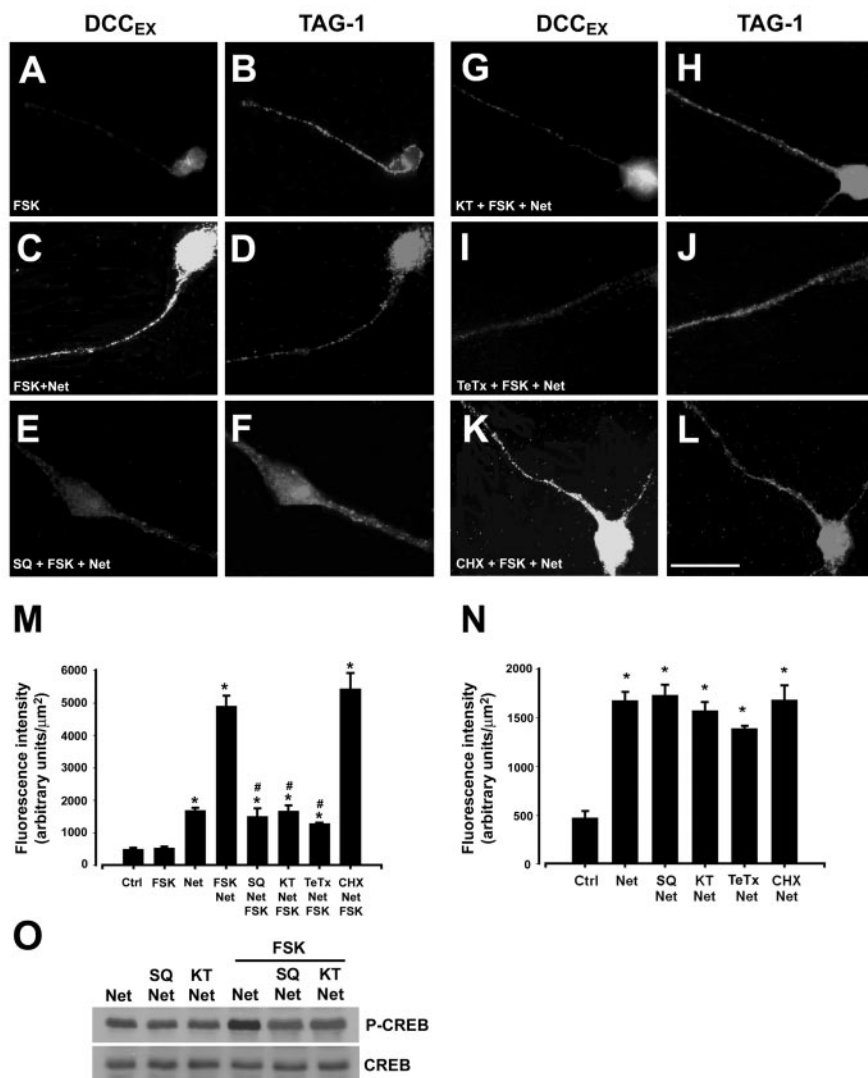 DCCEX TAG-1 DCCEX TAG-1
A B G H
FSK KT + FSK + Net
C D I J
FSK+Net TeTx + FSK + Net
E F K L
SQ + FSK + Net CHX + FSK + Net
M
Fluorescence intensity
(arbitrary units/μm2)
6000
5000
4000
3000
2000
1000
0
* * # * # * # * *
Ctrl FSK Net FSK SQ KT TeTx CHX
Net Net Net Net Net
FSK FSK FSK FSK
N
Fluorescence intensity
(arbitrary units/μm2)
2000
1500
1000
500
0
* * * * *
Ctrl Net SQ KT TeTx CHX
Net Net Net Net
O
FSK
SQ KT SQ KT
Net Net Net Net Net Net
P-CREB
CREB